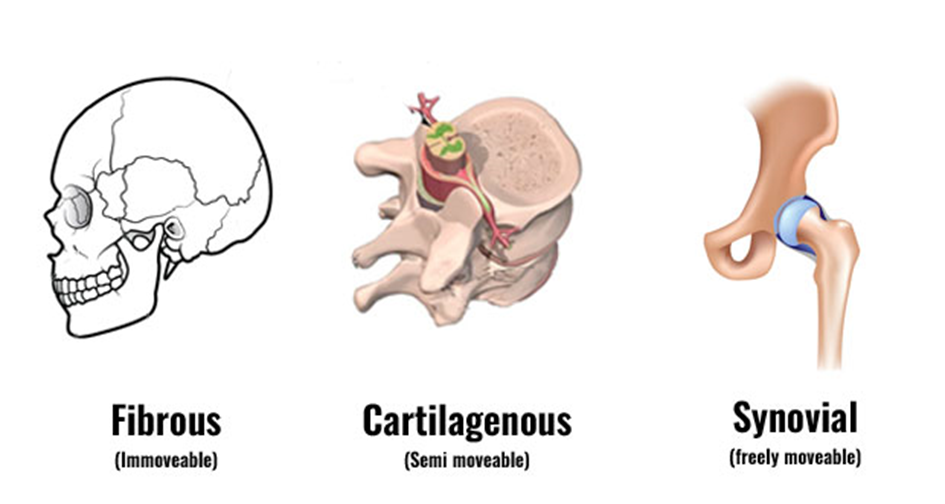 Fibrous
(Immoveable)
Cartilagenous
(Semi moveable)
Synovial
(freely moveable)